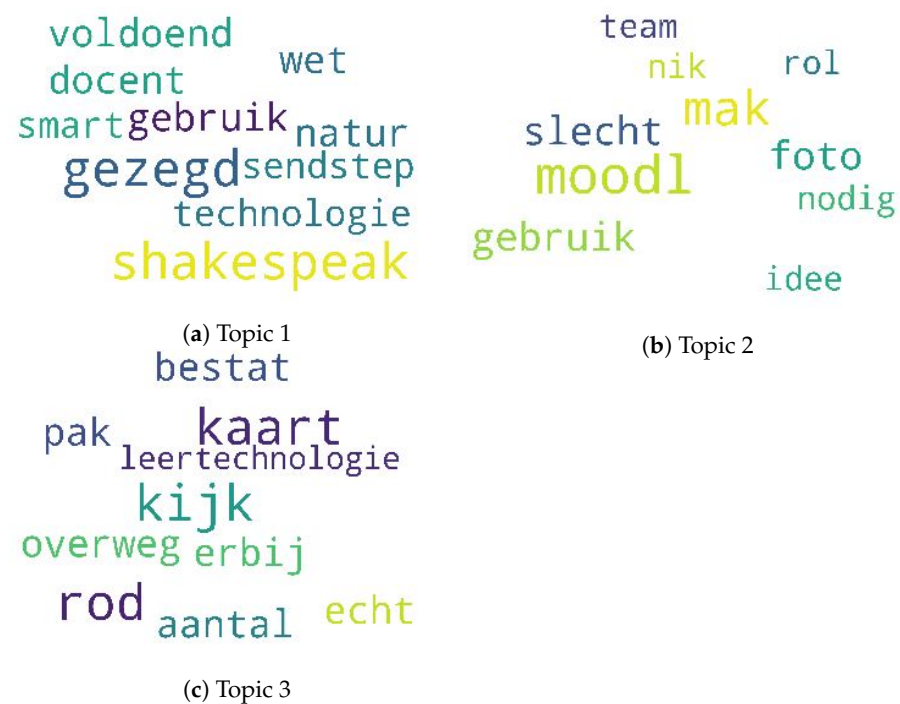 voldoend
wet
docent
smart gebruik natur
gezegd sendstep
technologie
shakespeak
(a) Topic 1
team
nik rol
mak
slecht
foto
moodl
nodig
gebruik
idee
(b) Topic 2
bestat
kaart
pak
leertechnologie
kijk
overweg erbij
rod
aantal echt
(c) Topic 3